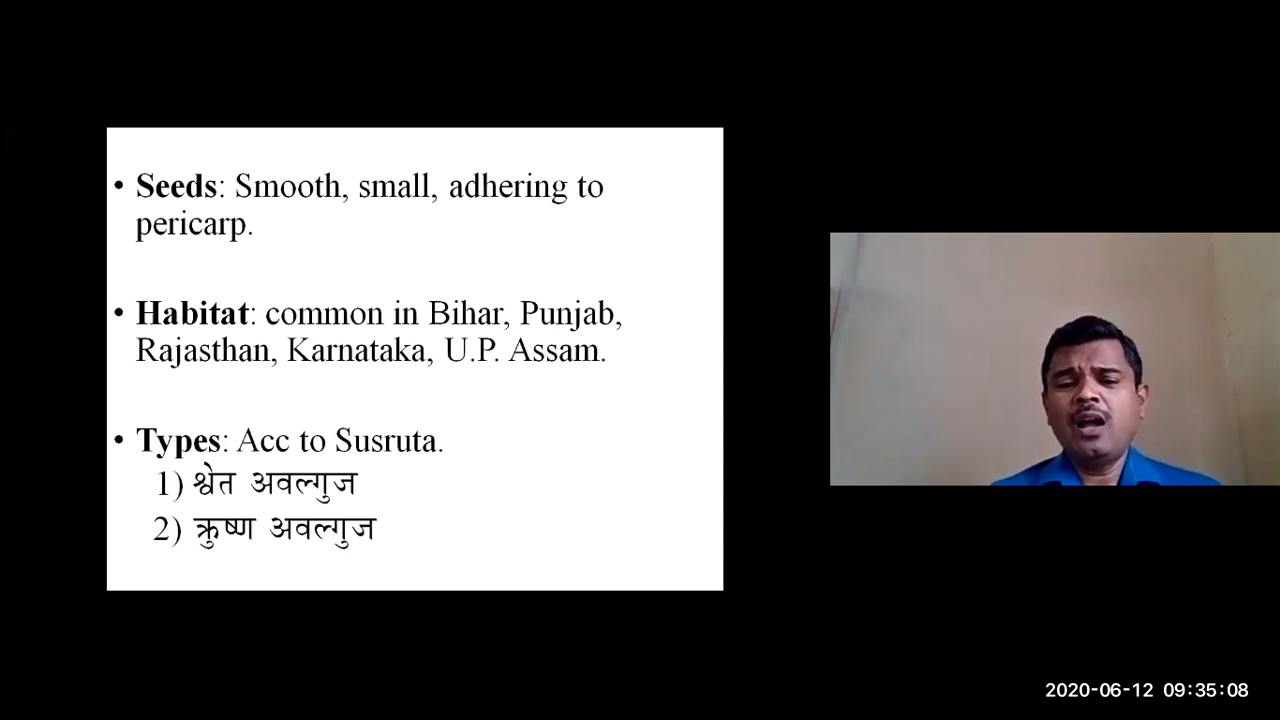 • Seeds: Smooth, small, adhering to
pericarp.
• Habitat: common in Bihar, Punjab,
Rajasthan, Karnataka, U.P. Assam.
• Types: Acc to Susruta.
1) श्वेत अवल्गुज
2) क्रुष्ण अवल्गुज
2020-06-12 09:35:08